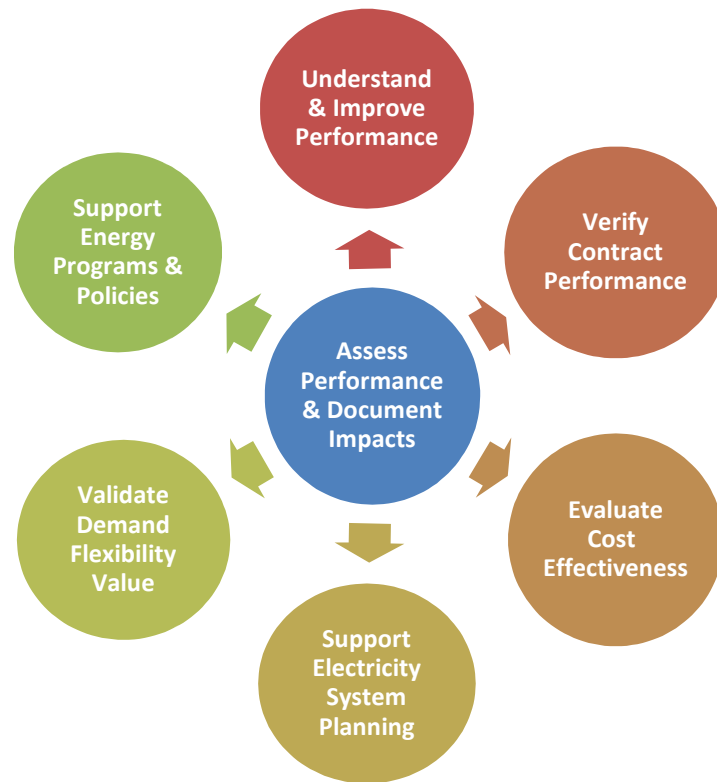 Understand
& Improve
Performance
Verify
Contract
Performance
Evaluate
Cost
Effectiveness
Support
Electricity
System
Planning
Validate
Demand
Flexibility
Value
Support
Energy
Programs &
Policies
Assess
Performance
& Document
Impacts